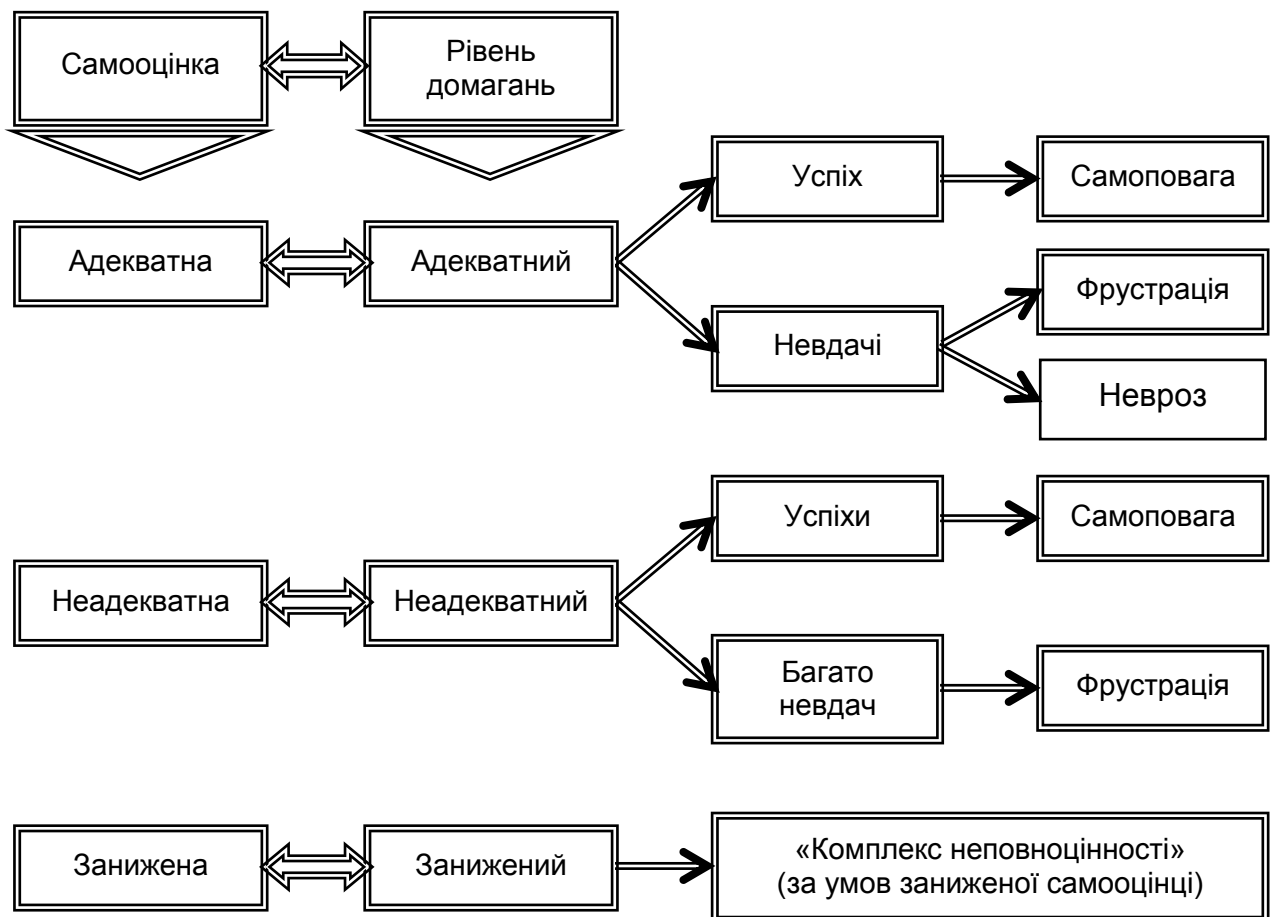 Самооцінка
Рівень
домагань
Успіх
Самоповага
Адекватна
Адекватний
Фрустрація
Невдачі
Невроз
Успіхи
Самоповага
Неадекватна
Неадекватний
Багато
невдач
Фрустрація
Занижена
Занижений
«Комплекс неповноцінності»
(за умов заниженої самооцінці)